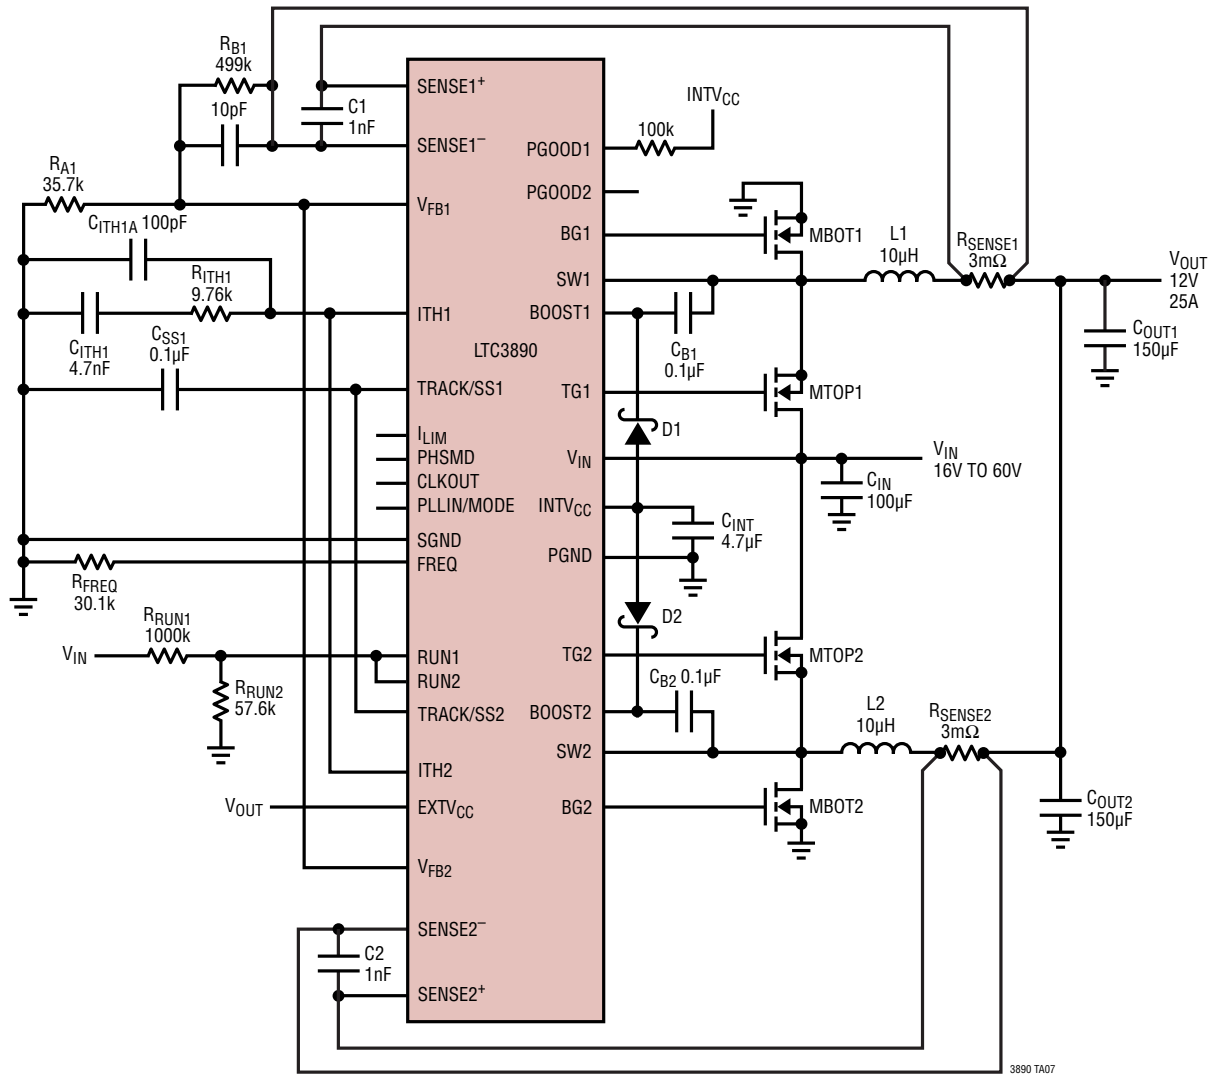 RB1
499k
10pF
C1
1nF
RA1
35.7k
CITH1A 100pF
RITH1
9.76k
CITH1
4.7nF
CSS1
0.1µF
RFREQ
30.1k
RRUN1
1000k
VIN
RRUN2
57.6k
VOUT
C2
1nF
SENSE1+
SENSE1–
VFB1
ITH1
LTC3890
TRACK/SS1
ILIM
PHSMD
CLKOUT
PLLIN/MODE
SGND
FREQ
RUN1
RUN2
TRACK/SS2
ITH2
EXTVCC
VFB2
SENSE2–
SENSE2+
PGOOD1
PGOOD2
BG1
SW1
BOOST1
TG1
VIN
INTVCC
PGND
TG2
BOOST2
SW2
BG2
INTVCC
100k
MBOT1
L1
10µH
RSENSE1
3mΩ
VOUT
12V
25A
COUT1
150µF
CB1
0.1µF
MTOP1
D1
VIN
16V TO 60V
CIN
100µF
CINT
4.7µF
D2
MTOP2
CB2 0.1µF
L2
10µH
RSENSE2
3mΩ
MBOT2
COUT2
150µF
3890 TA07